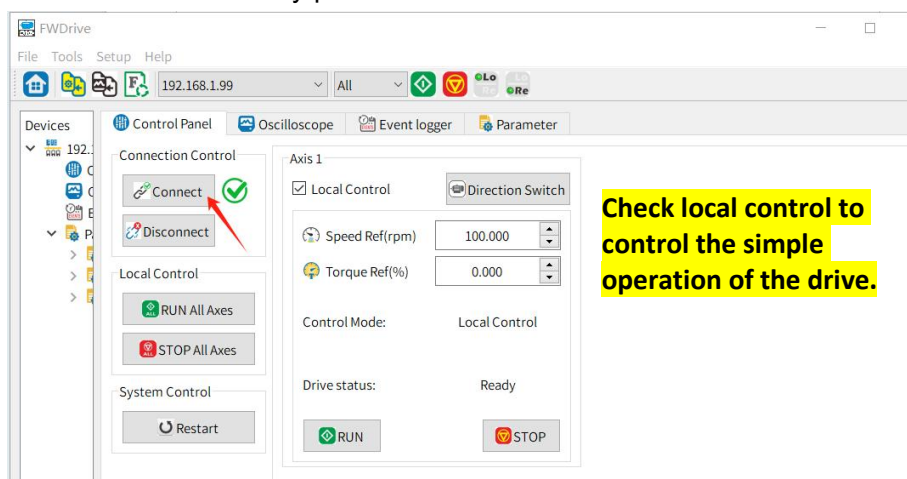 FWDrive
File Tools Setup Help
192.168.1.99 All Lo Re
Devices
Control Panel Oscilloscope Event logger Parameter
192.1
Connection Control
Connect
Disconnect
Local Control
RUN All Axes
STOP All Axes
System Control
Restart
Axis 1
Local Control Direction Switch
Speed Ref(rpm) 100.000
Torque Ref(%) 0.000
Control Mode: Local Control
Drive status: Ready
RUN STOP
Check local control to
control the simple
operation of the drive.